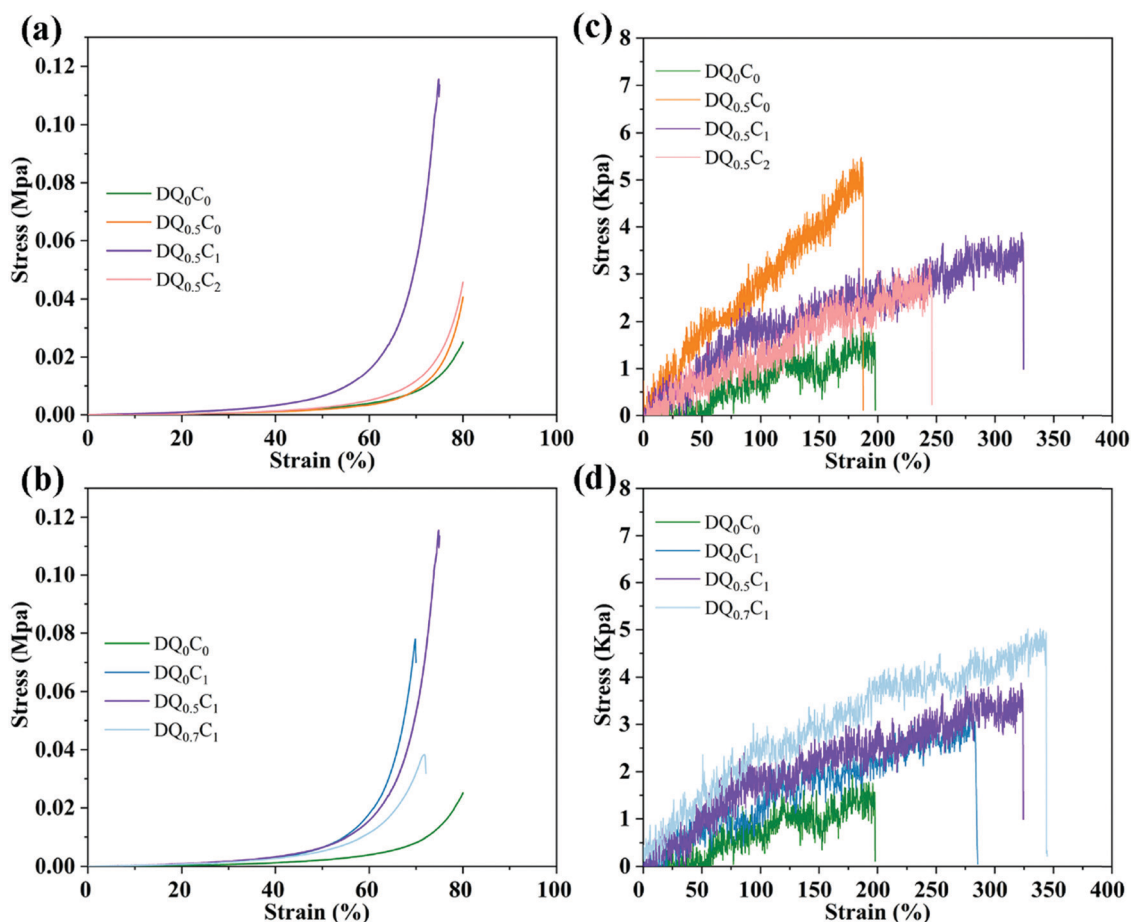 (a)
0.12
0.10
0.08
0.06
0.04
0.02
0.00
Stress (Mpa)
DQ₀C₀
DQ₀.₅C₀
DQ₀.₅C₁
DQ₀.₅C₂
0 20 40 60 80 100
Strain (%)
(c)
8
7
6
5
4
3
2
1
0
Stress (Kpa)
DQ₀C₀
DQ₀.₅C₀
DQ₀.₅C₁
DQ₀.₅C₂
0 50 100 150 200 250 300 350 400
Strain (%)
(b)
0.12
0.10
0.08
0.06
0.04
0.02
0.00
Stress (Mpa)
DQ₀C₀
DQ₀C₁
DQ₀.₅C₁
DQ₀.₇C₁
0 20 40 60 80 100
Strain (%)
(d)
8
7
6
5
4
3
2
1
0
Stress (Kpa)
DQ₀C₀
DQ₀C₁
DQ₀.₅C₁
DQ₀.₇C₁
0 50 100 150 200 250 300 350 400
Strain (%)